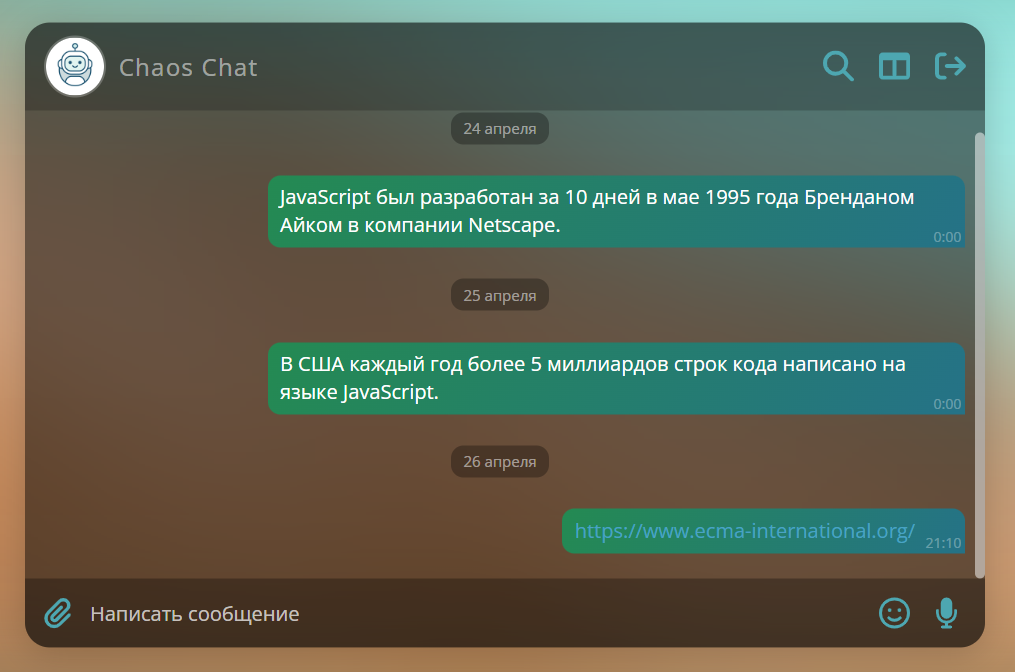 Chaos Chat
24 апреля
JavaScript был разработан за 10 дней в мае 1995 года Бренданом
Айком в компании Netscape.
0:00
25 апреля
В США каждый год более 5 миллиардов строк кода написано на
языке JavaScript.
0:00
26 апреля
https://www.ecma-international.org/
21:10
Написать сообщение